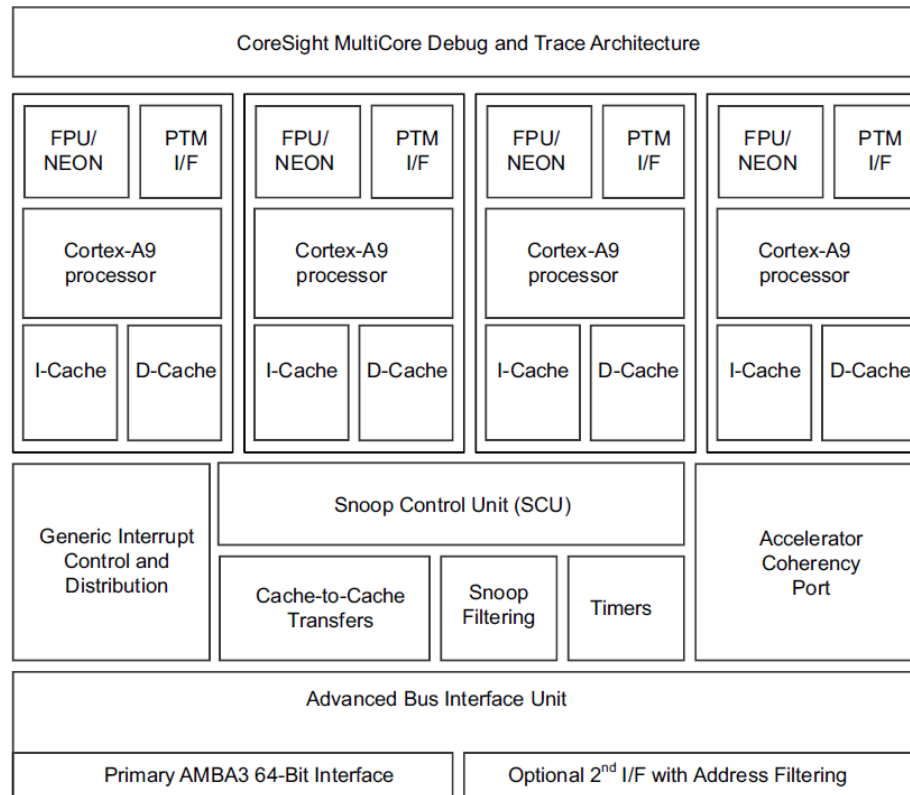 CoreSight MultiCore Debug and Trace Architecture
FPU/
NEON
PTM
I/F
Cortex-A9
processor
I-Cache
D-Cache
FPU/
NEON
PTM
I/F
Cortex-A9
processor
I-Cache
D-Cache
FPU/
NEON
PTM
I/F
Cortex-A9
processor
I-Cache
D-Cache
FPU/
NEON
PTM
I/F
Cortex-A9
processor
I-Cache
D-Cache
Generic Interrupt
Control and
Distribution
Snoop Control Unit (SCU)
Cache-to-Cache
Transfers
Snoop
Filtering
Timers
Accelerator
Coherency
Port
Advanced Bus Interface Unit
Primary AMBA3 64-Bit Interface
Optional 2nd I/F with Address Filtering